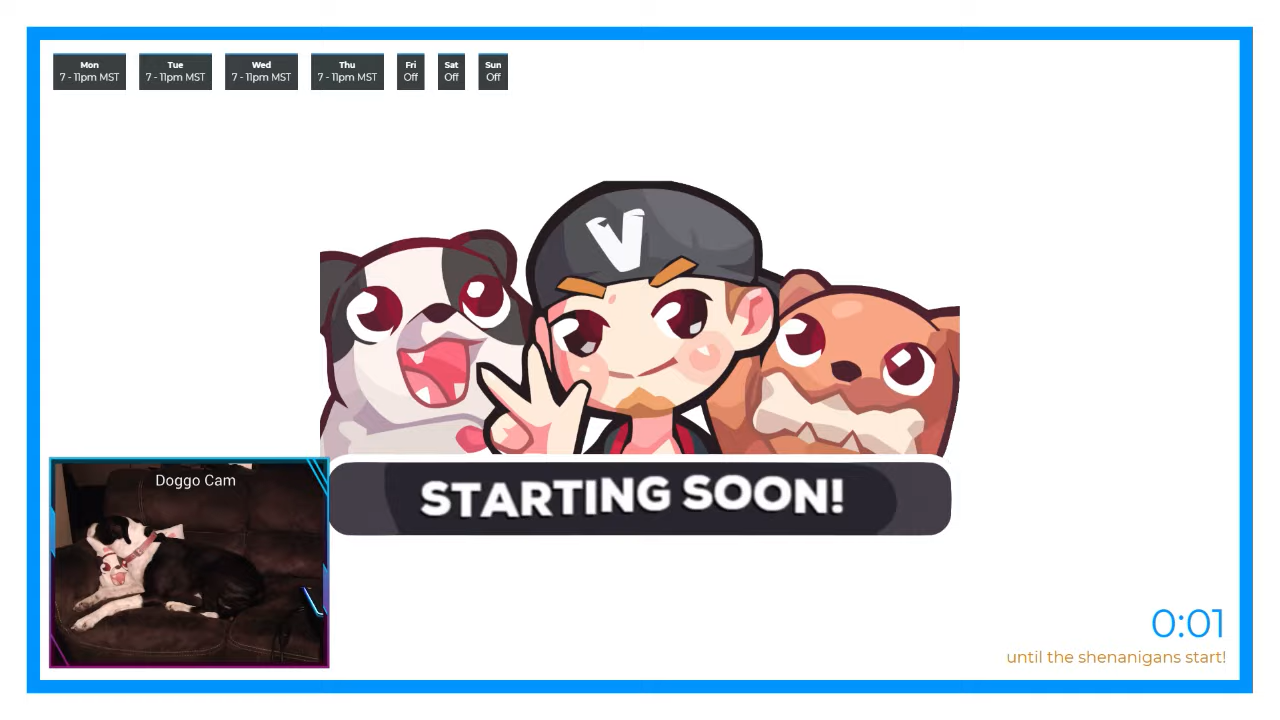 Mon
7 - 11pm MST
Tue
7 - 11pm MST
Wed
7 - 11pm MST
Thu
7 - 11pm MST
Fri
Off
Sat
Off
Sun
Off
V
STARTING SOON!
Doggo Cam
0:01
until the shenanigans start!